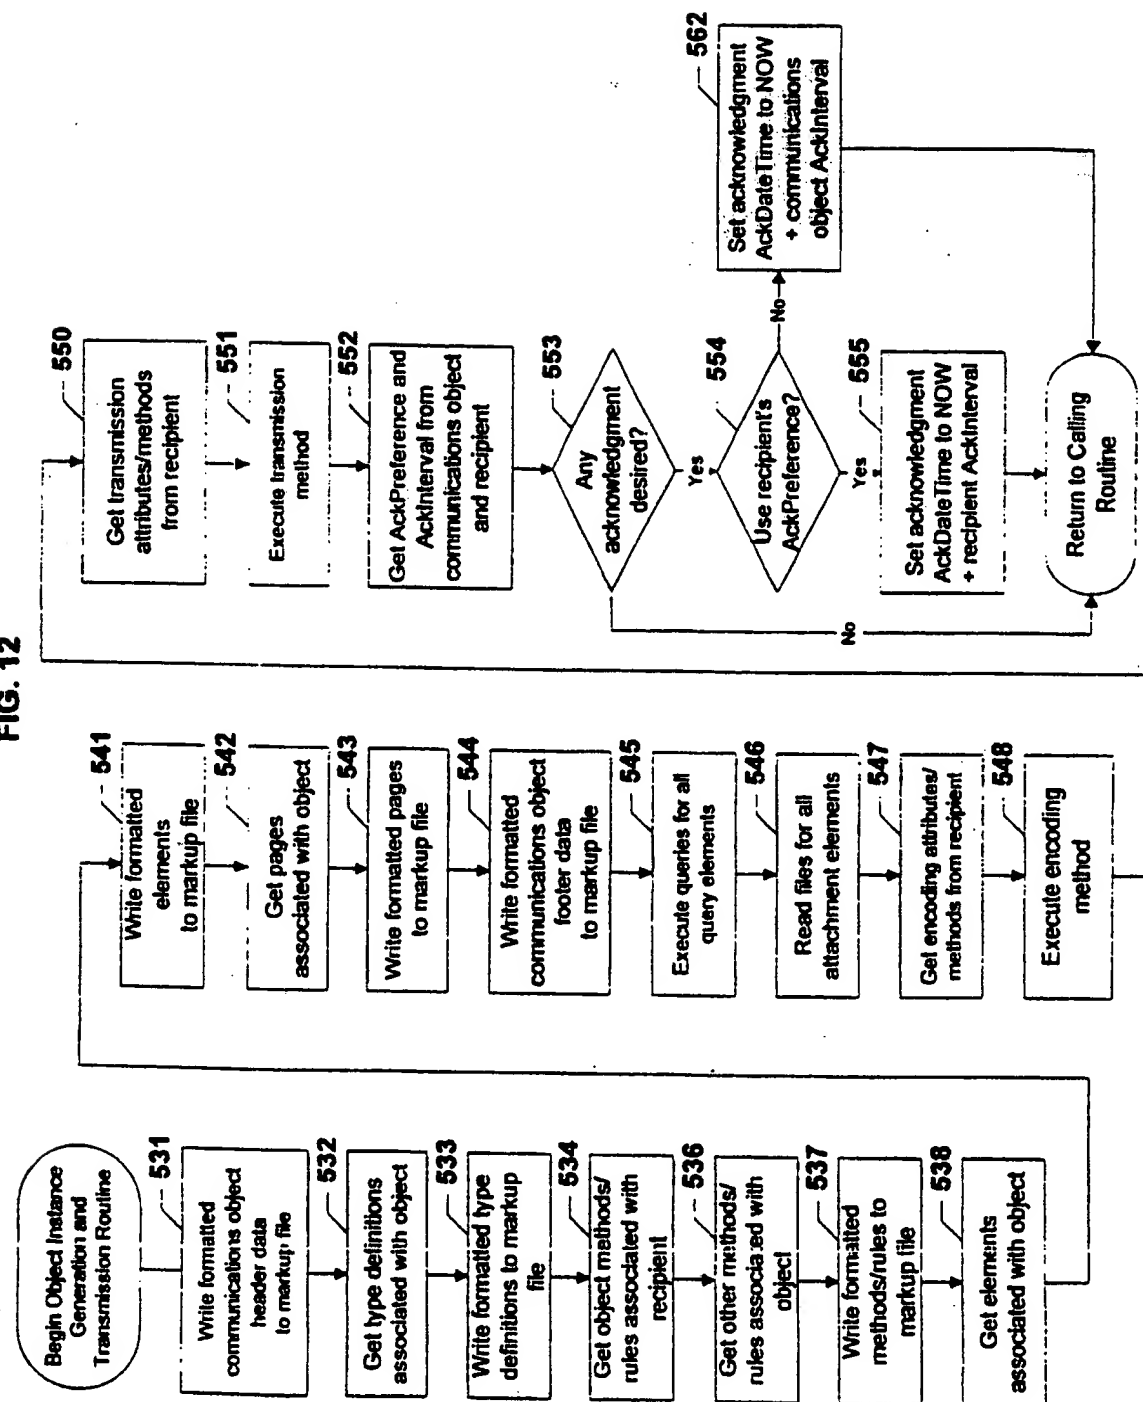 FIG. 12
Begin Object Instance
Generation and
Transmission Routine
531
Write formatted
communications object
header data
to markup file
532
Get type definitions
associated with object
533
Write formatted type
definitions to markup
file
534
Get object methods/
rules associated with
recipient
536
Get other methods/
rules associated with
object
537
Write formatted
methods/rules to
markup file
538
Get elements
associated with object
541
Write formatted
elements
to markup file
542
Get pages
associated with object
543
Write formatted pages
to markup file
544
Write formatted
communications object
footer data
to markup file
545
Execute queries for all
query elements
546
Read files for all
attachment elements
547
Get encoding attributes/
methods from recipient
548
Execute encoding
method
550
Get transmission
attributes/methods
from recipient
551
Execute transmission
method
552
Get AckPreference and
AckInterval from
communications object
and recipient
553
Any
acknowledgment
desired?
Yes
No
554
Use recipient's
AckPreference?
No
Yes
562
Set acknowledgment
AckDateTime to NOW
+ communications
object AckInterval
555
Set acknowledgment
AckDateTime to NOW
+ recipient AckInterval
Return to Calling
Routine